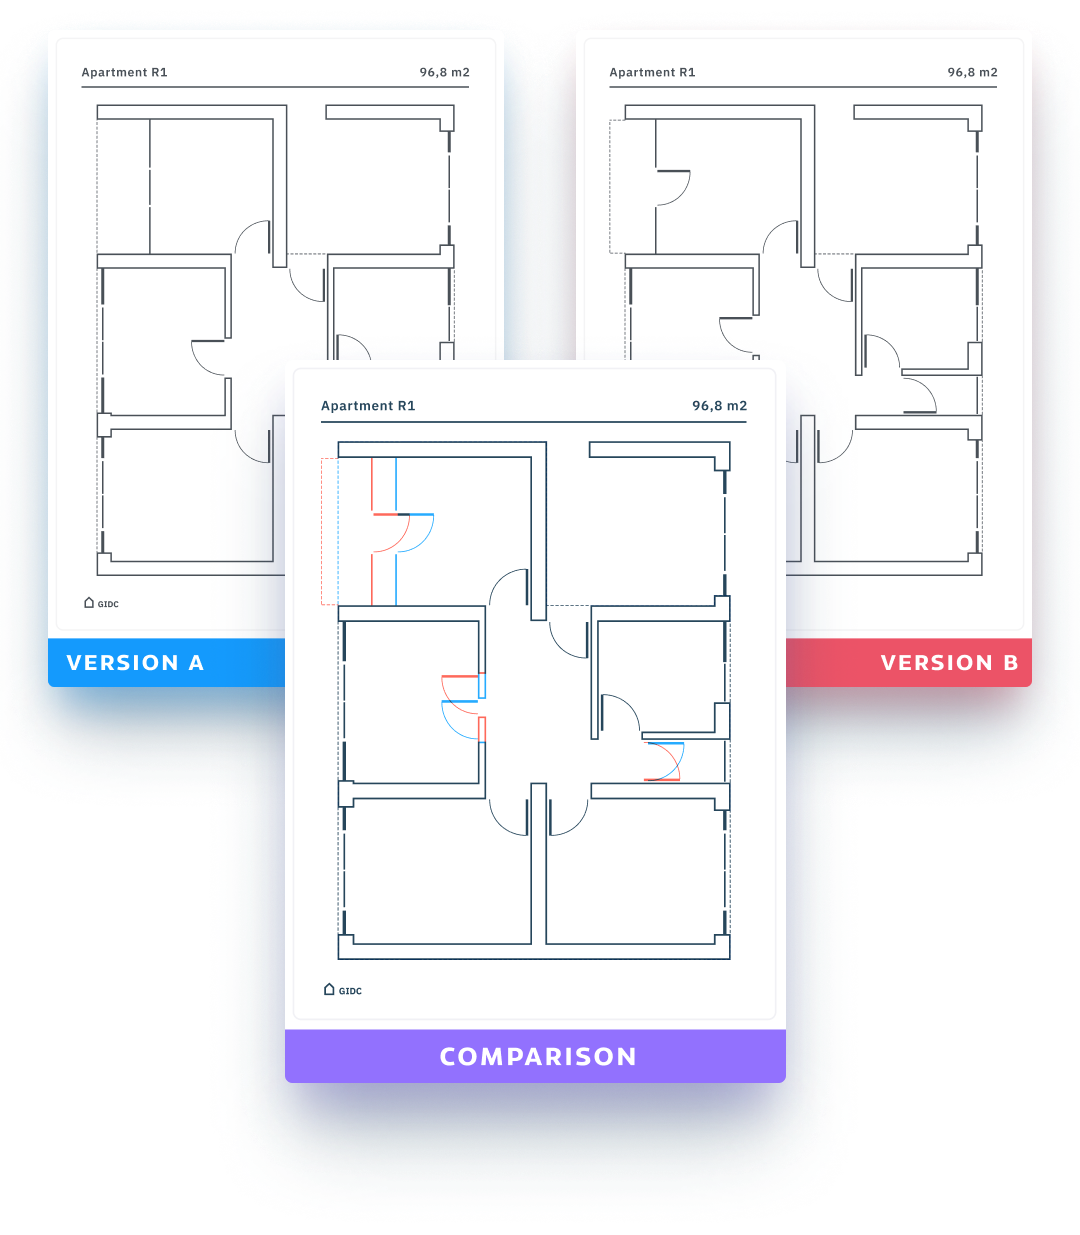 Apartment R1 96,8 m2
GIDC
VERSION A
Apartment R1 96,8 m2
VERSION B
Apartment R1 96,8 m2
GIDC
COMPARISON